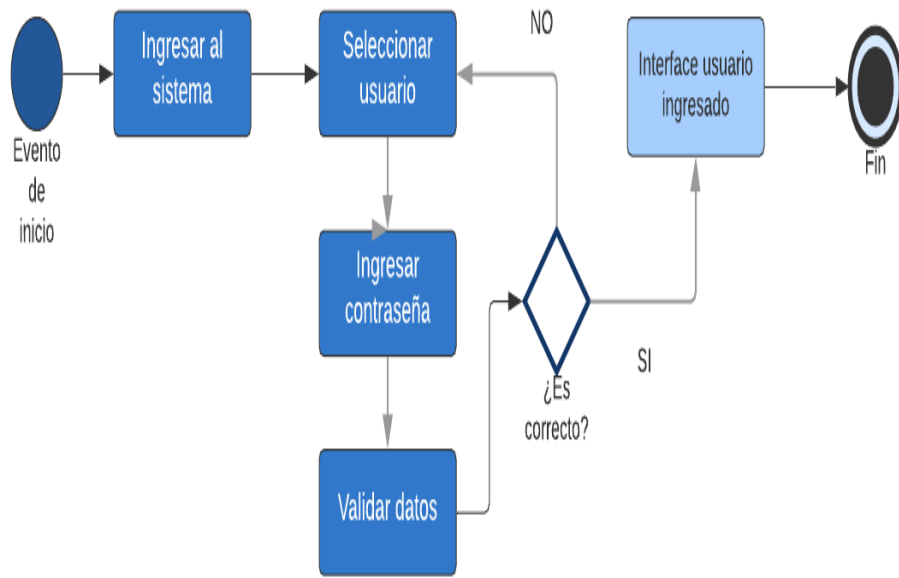 Evento
de
inicio
Ingresar al
sistema
Seleccionar
usuario
Ingresar
contraseña
Validar datos
¿Es
correcto?
NO
SI
Interface usuario
ingresado
Fin